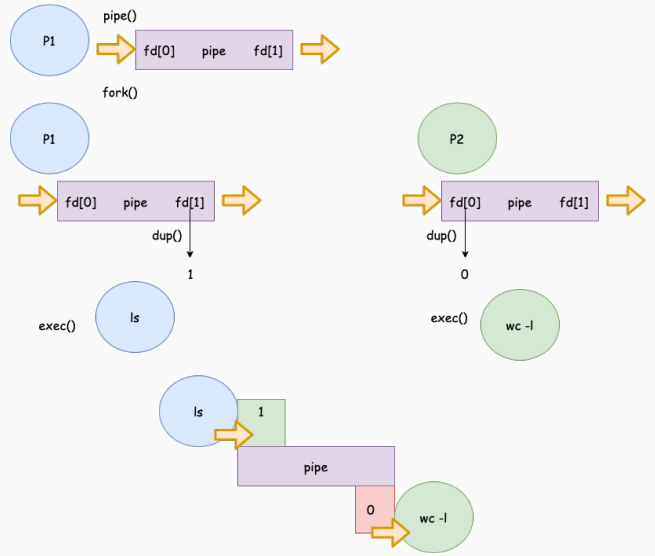 pipe()
P1
fd[0] pipe fd[1]
fork()
P1
P2
fd[0] pipe fd[1]
fd[0] pipe fd[1]
dup()
dup()
1
0
exec()
ls
exec()
wc -l
ls
1
pipe
0
wc -l